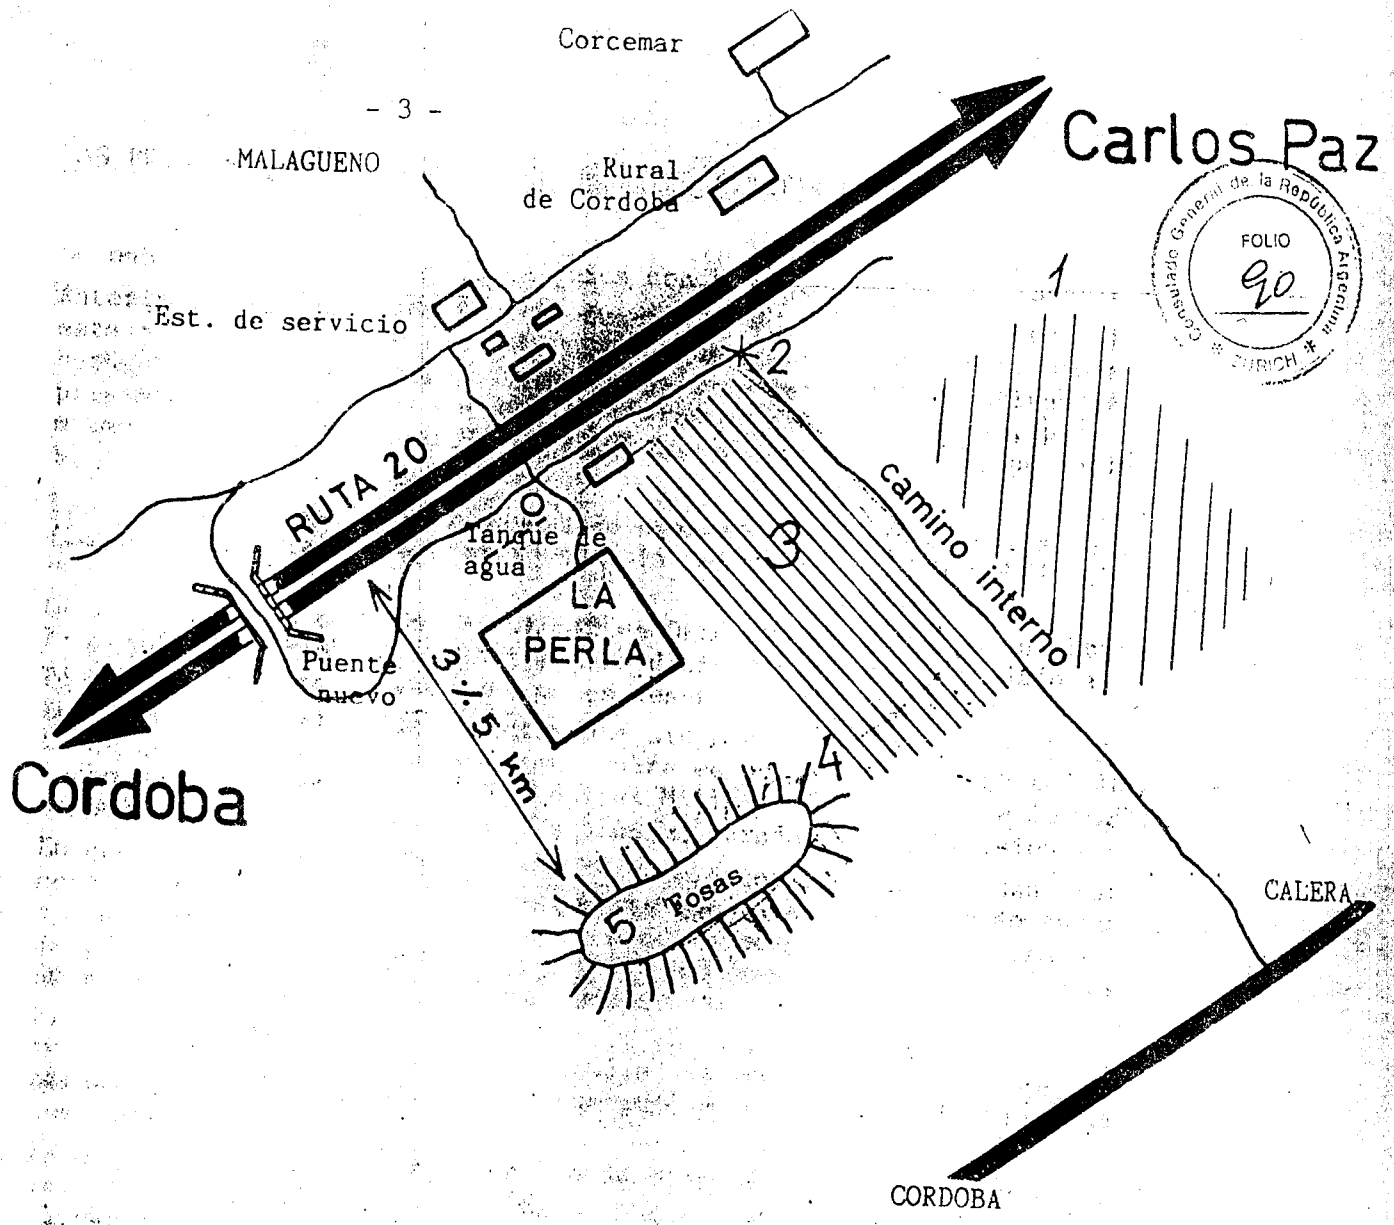 Corcemar
- 3 -
Carlos Paz
MALAGUENO
Rural
de Cordoba
Consulado General de la República Argentina
* ZURICH *
FOLIO
90
1
Est. de servicio
2
RUTA 20
camino interno
3
Tanque de
agua
LA
PERLA
Puente
nuevo
3 ./. 5 km
Cordoba
4
Fosas
5
CALERA
CORDOBA